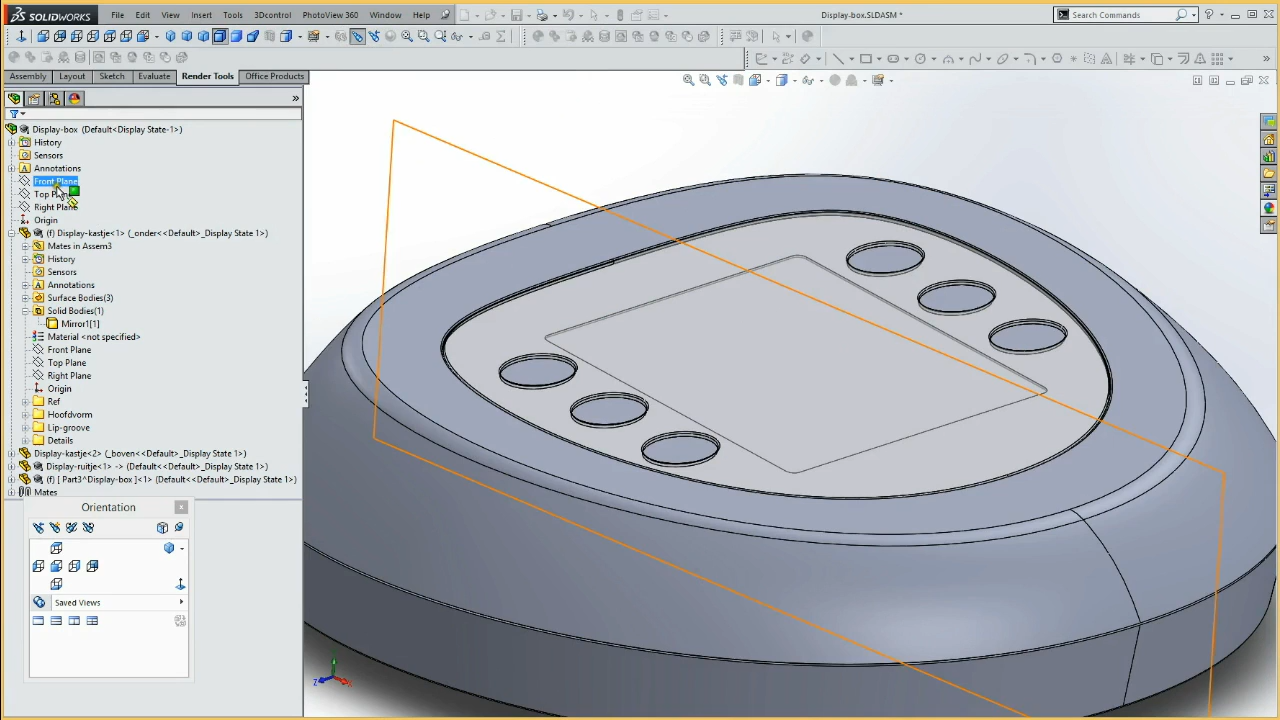 SOLIDWORKS File Edit View Insert Tools 3Dcontrol PhotoView 360 Window Help Display-box.SLDASM * Search Commands
Assembly Layout Sketch Evaluate Render Tools Office Products
Display-box (Default<Display State-1>)
History
Sensors
Annotations
Front Plane
Top Plane
Right Plane
Origin
(f) Display-kastje<1> (_onder<<Default>_Display State 1>)
Mates in Assem3
History
Sensors
Annotations
Surface Bodies(3)
Solid Bodies(1)
Mirror1[1]
Material <not specified>
Front Plane
Top Plane
Right Plane
Origin
Ref
Hoofdvorm
Lip-groove
Details
Display-kastje<2> (_boven<<Default>_Display State 1>)
Display-ruitje<1> -> (Default<<Default>_Display State 1>)
(f) [ Part3^Display-box ]<1> (Default<<Default>_Display State 1>)
Mates
Orientation
Saved Views
Z
X